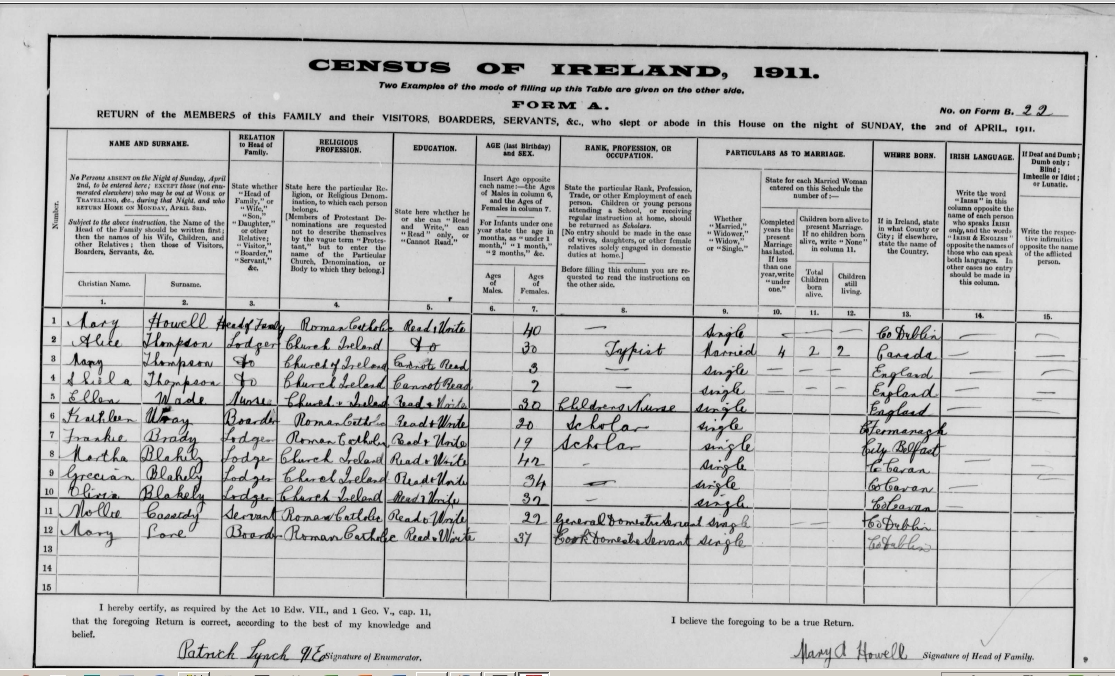 CENSUS OF IRELAND, 1911.
Two Examples of the mode of filling up this Table are given on the other side.
FORM A.
No. on Form B. 22
RETURN of the MEMBERS of this FAMILY and their VISITORS, BOARDERS, SERVANTS, &c., who slept or abode in this House on the night of SUNDAY, the 2nd of APRIL, 1911.
Number.
NAME AND SURNAME.
No Persons ABSENT on the Night of Sunday, April 2nd, to be entered here; EXCEPT those (not enumerated elsewhere) who may be out at WORK or TRAVELLING, &c., during that Night, and who RETURN HOME ON MONDAY, APRIL 3RD.
Subject to the above instruction, the Name of the Head of the Family should be written first; then the names of his Wife, Children, and other Relatives; then those of Visitors, Boarders, Servants, &c.
Christian Name. Surname.
1. 2.
RELATION to Head of Family.
State whether "Head of Family," or "Wife," "Son," "Daughter," or other Relative; "Visitor," "Boarder," "Servant," &c.
3.
RELIGIOUS PROFESSION.
State here the particular Religion, or Religious Denomination, to which each person belongs.
[Members of Protestant Denominations are requested not to describe themselves by the vague term "Protestant," but to enter the name of the Particular Church, Denomination, or Body to which they belong.]
4.
EDUCATION.
State here whether he or she can "Read and Write," can "Read" only, or "Cannot Read."
5.
AGE (last Birthday) and SEX.
Insert Age opposite each name:—the Ages of Males in column 6, and the Ages of Females in column 7.
For Infants under one year state the age in months, as "under 1 month," "1 month," "2 months," &c.
Ages of Males. Ages of Females.
6. 7.
RANK, PROFESSION, OR OCCUPATION.
State the particular Rank, Profession, Trade, or other Employment of each person. Children or young persons attending a School, or receiving regular instruction at home, should be returned as Scholars.
[No entry should be made in the case of wives, daughters, or other female relatives solely engaged in domestic duties at home.]
Before filling this column you are requested to read the instructions on the other side.
8.
PARTICULARS AS TO MARRIAGE.
Whether "Married," "Widower," "Widow," or "Single."
9.
State for each Married Woman entered on this Schedule the number of:—
Completed years the present Marriage has lasted. If less than one year, write "under one."
10.
Children born alive to present Marriage. If no children born alive, write "None" in column 11.
Total Children born alive. Children still living.
11. 12.
WHERE BORN.
If in Ireland, state in what County or City; if elsewhere, state the name of the Country.
13.
IRISH LANGUAGE.
Write the word "IRISH" in this column opposite the name of each person who speaks IRISH only, and the words "IRISH & ENGLISH" opposite the names of those who can speak both languages. In other cases no entry should be made in this column.
14.
If Deaf and Dumb; Dumb only; Blind; Imbecile or Idiot; or Lunatic.
Write the respective infirmities opposite the name of the afflicted person.
15.
1 Mary Howell Head of Family Roman Catholic Read & Write 40 — Single — — — Co Dublin —
2 Alice Thompson Lodger Church Ireland Do 30 Typist Married 4 2 2 Canada —
3 Mary Thompson Do Church of Ireland Cannot Read 3 — Single — — — England —
4 Shiela Thompson Do Church Ireland Cannot Read 2 — Single — — — England —
5 Ellen Wade Nurse Church Ireland Read & Write 30 Childrens Nurse Single England —
6 Kathleen Wray Boarder Roman Catholic Read & Write 20 Scholar Single Co Fermanagh
7 Frankie Brady Lodger Roman Catholic Read & Write 19 Scholar Single City Belfast
8 Martha Blakely Lodger Church Ireland Read & Write 42 - Single Co Cavan
9 Grecian Blakely Lodger Church Ireland Read & Write 34 - Single Co Cavan
10 Olivia Blakely Lodger Church Ireland Read & Write 32 - Single Co Cavan
11 Mollie Cassidy Servant Roman Catholic Read & Write 22 General Domestic Servant Single — Co Dublin
12 Mary Boarder Roman Catholic Read & Write 37 Cook Domestic Servant Single Co Dublin
13
14
15
I hereby certify, as required by the Act 10 Edw. VII., and 1 Geo. V., cap. 11,
that the foregoing Return is correct, according to the best of my knowledge and
belief.
Patrick Lynch Signature of Enumerator.
I believe the foregoing to be a true Return.
Mary A Howell Signature of Head of Family.